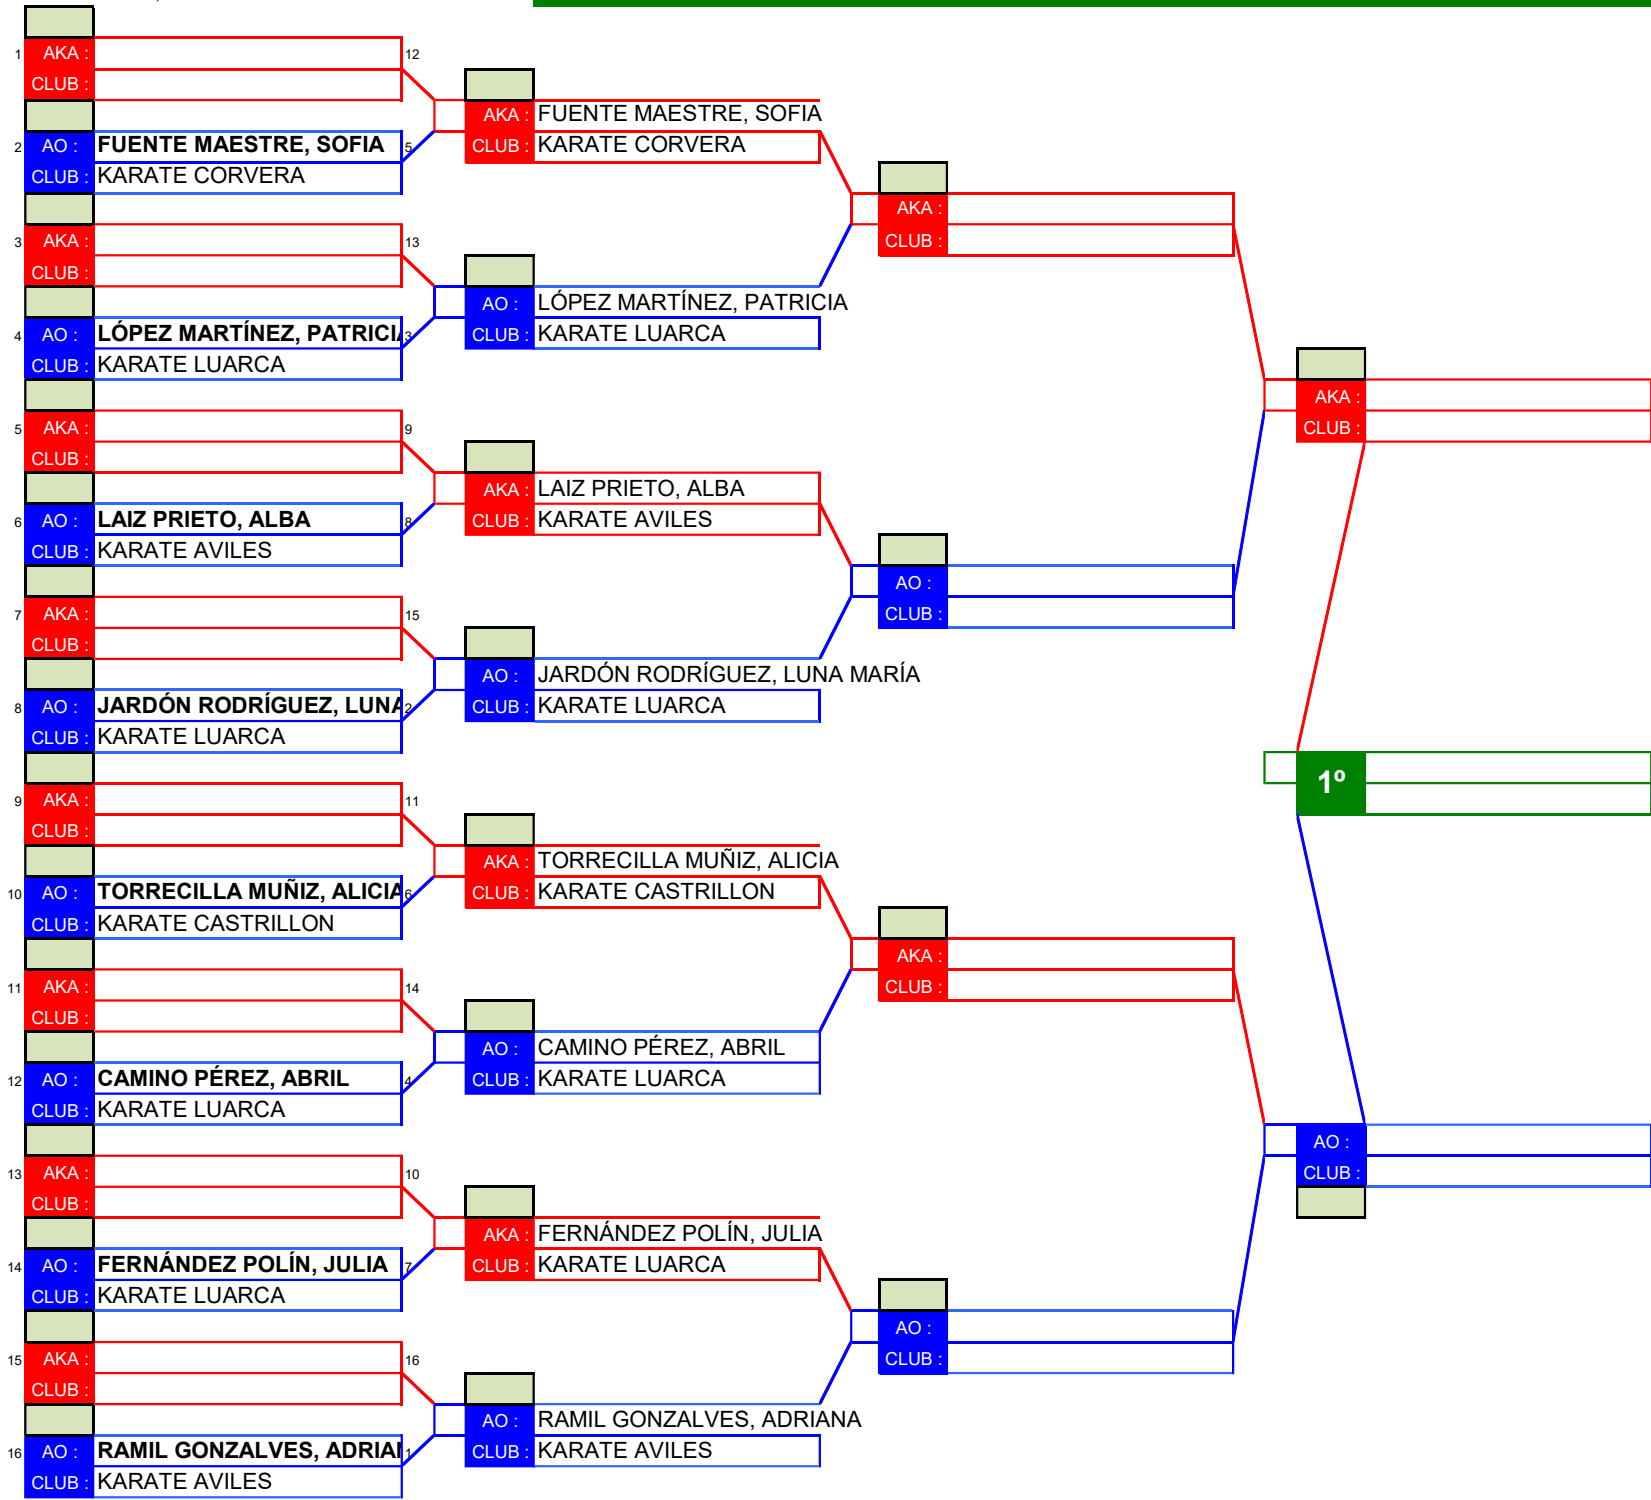 1 AKA : 12
CLUB :
2 AO : FUENTE MAESTRE, SOFIA 5
CLUB : KARATE CORVERA
3 AKA : 13
CLUB :
4 AO : LÓPEZ MARTÍNEZ, PATRICIA 3
CLUB : KARATE LUARCA
5 AKA : 9
CLUB :
6 AO : LAIZ PRIETO, ALBA 8
CLUB : KARATE AVILES
7 AKA : 15
CLUB :
8 AO : JARDÓN RODRÍGUEZ, LUNA 2
CLUB : KARATE LUARCA
9 AKA : 11
CLUB :
10 AO : TORRECILLA MUÑIZ, ALICIA 6
CLUB : KARATE CASTRILLON
11 AKA : 14
CLUB :
12 AO : CAMINO PÉREZ, ABRIL 4
CLUB : KARATE LUARCA
13 AKA : 10
CLUB :
14 AO : FERNÁNDEZ POLÍN, JULIA 7
CLUB : KARATE LUARCA
15 AKA : 16
CLUB :
16 AO : RAMIL GONZALVES, ADRIAN 1
CLUB : KARATE AVILES
AKA : FUENTE MAESTRE, SOFIA
CLUB : KARATE CORVERA
AO : LÓPEZ MARTÍNEZ, PATRICIA
CLUB : KARATE LUARCA
AKA : LAIZ PRIETO, ALBA
CLUB : KARATE AVILES
AO : JARDÓN RODRÍGUEZ, LUNA MARÍA
CLUB : KARATE LUARCA
AKA : TORRECILLA MUÑIZ, ALICIA
CLUB : KARATE CASTRILLON
AO : CAMINO PÉREZ, ABRIL
CLUB : KARATE LUARCA
AKA : FERNÁNDEZ POLÍN, JULIA
CLUB : KARATE LUARCA
AO : RAMIL GONZALVES, ADRIANA
CLUB : KARATE AVILES
AKA :
CLUB :
AO :
CLUB :
AKA :
CLUB :
AO :
CLUB :
AKA :
CLUB :
1º
AO :
CLUB :